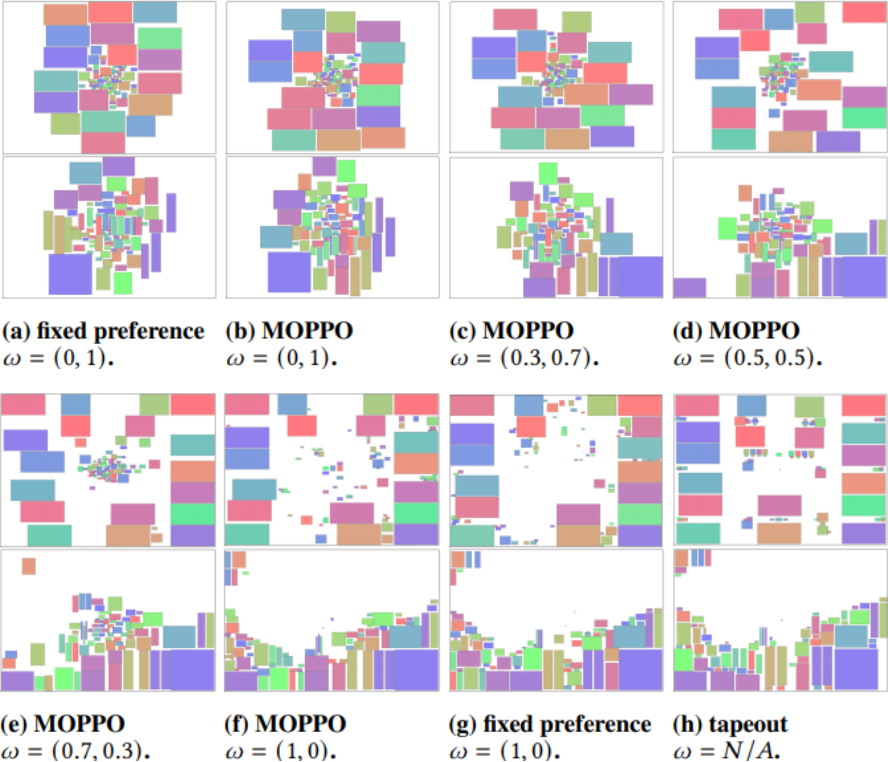 (a) fixed preference
ω = (0, 1).
(b) MOPPO
ω = (0, 1).
(c) MOPPO
ω = (0.3, 0.7).
(d) MOPPO
ω = (0.5, 0.5).
(e) MOPPO
ω = (0.7, 0.3).
(f) MOPPO
ω = (1, 0).
(g) fixed preference
ω = (1, 0).
(h) tapeout
ω = N/A.